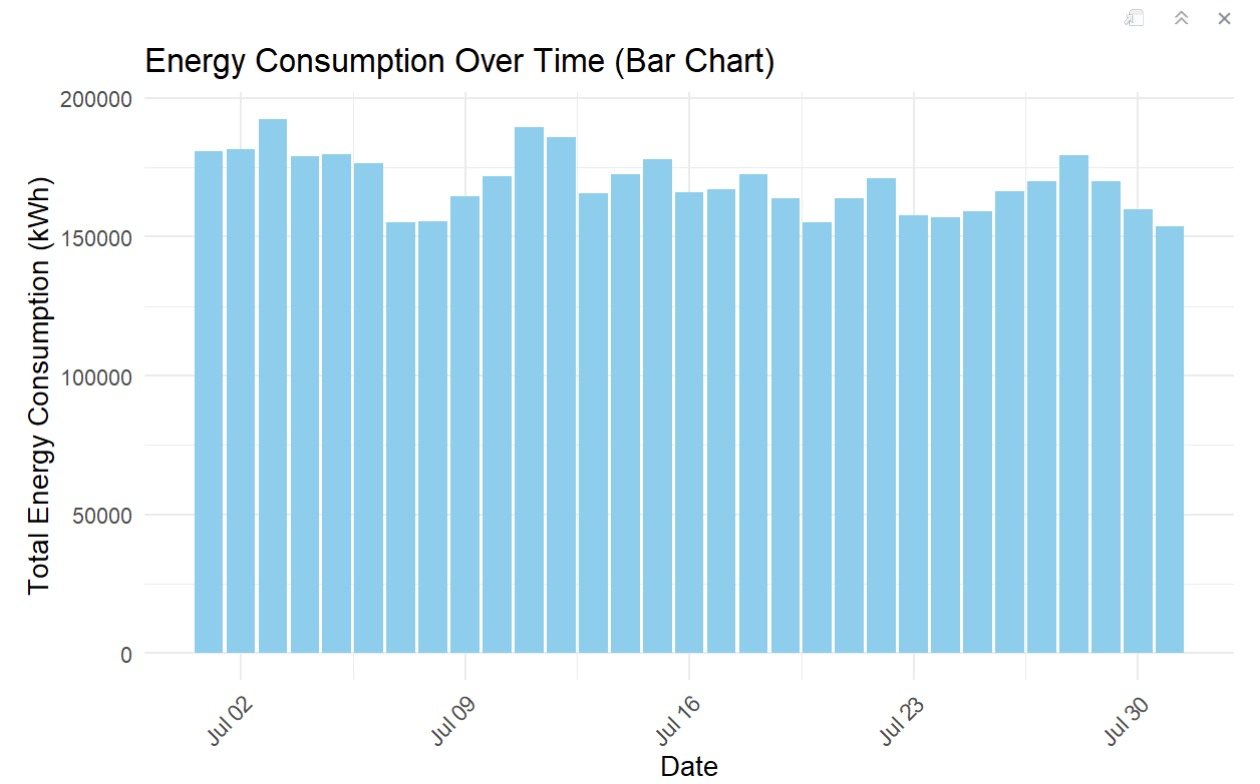 Energy Consumption Over Time (Bar Chart)
Total Energy Consumption (kWh)
200000
150000
100000
50000
0
Jul 02
Jul 09
Jul 16
Jul 23
Jul 30
Date